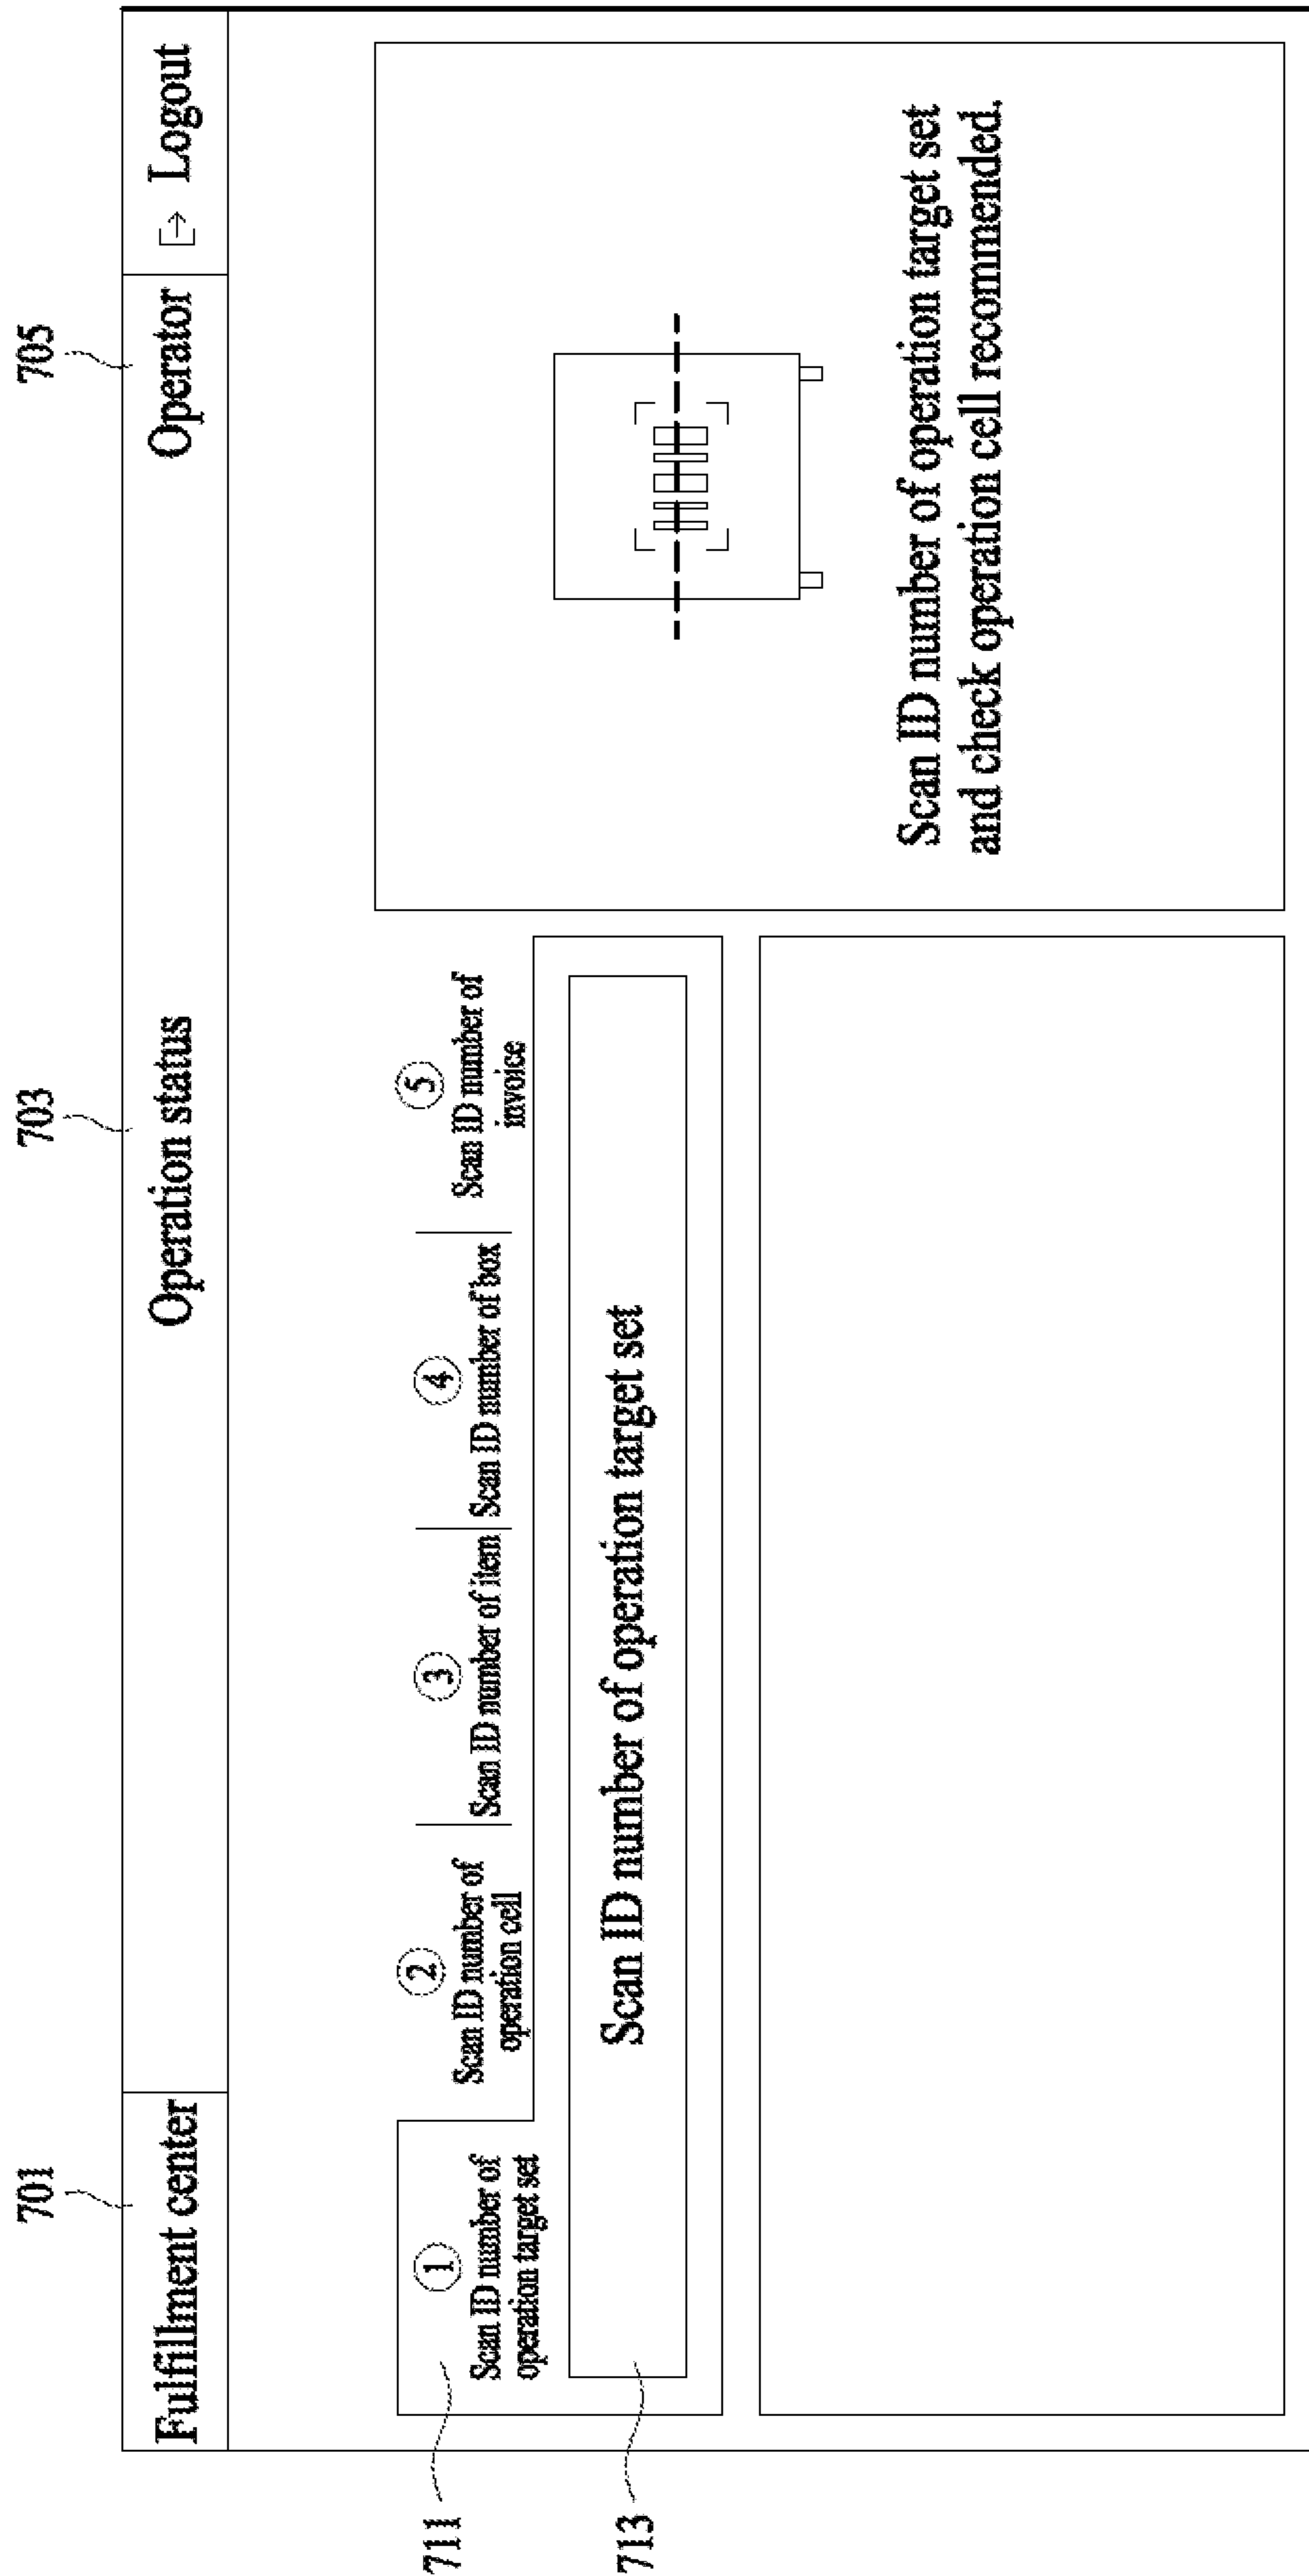 701
703
705
Fulfillment center
Operation status
Operator
Logout
711
1
Scan ID number of
operation target set
2
Scan ID number of
operation cell
3
Scan ID number of item
4
Scan ID number of box
5
Scan ID number of
invoice
713
Scan ID number of operation target set
Scan ID number of operation target set
and check operation cell recommended.